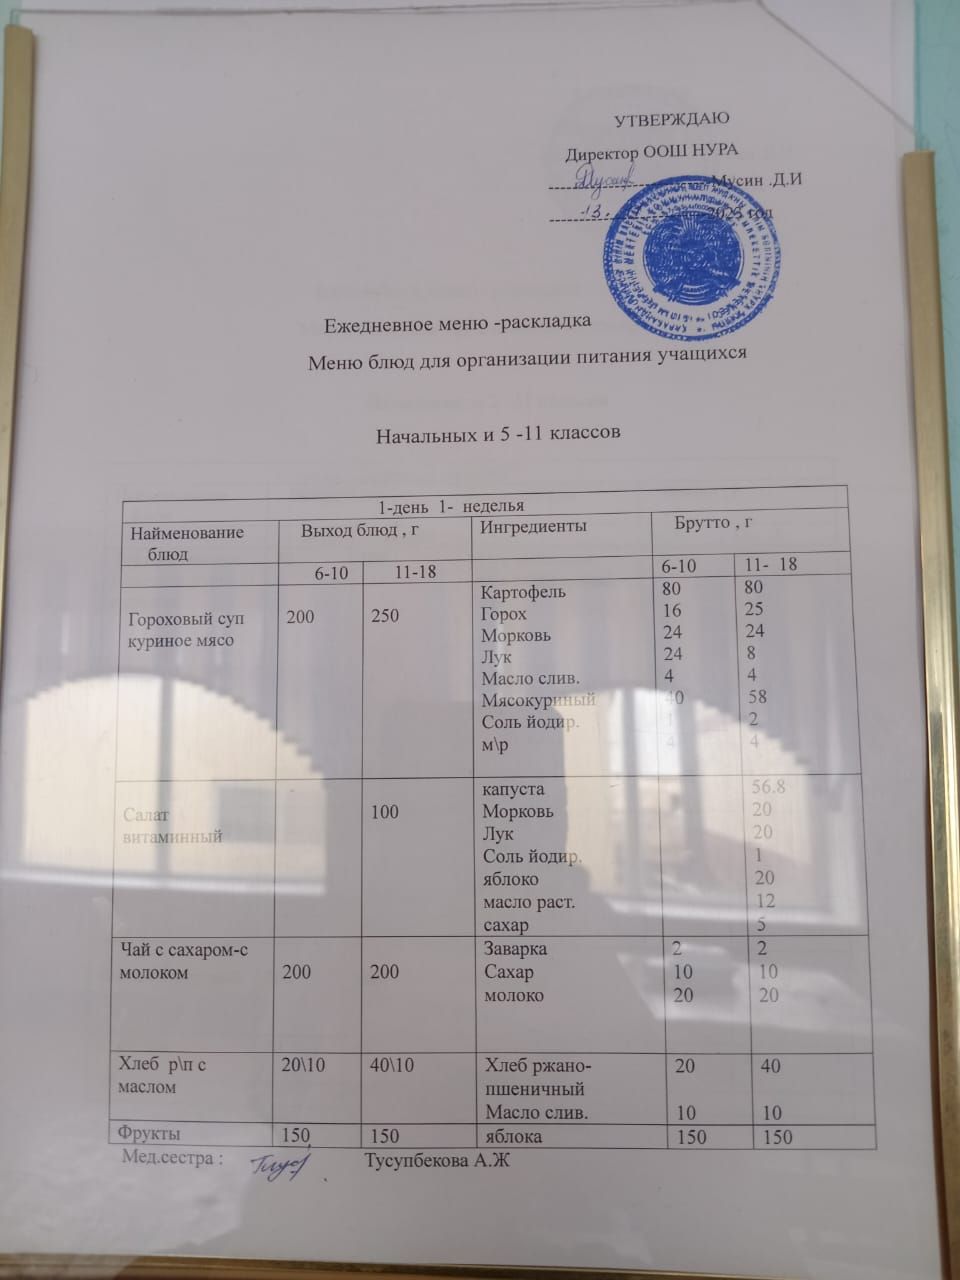 УТВЕРЖДАЮ
Директор ООШ НУРА
Мусин .Д.И
13. 2025 год
Ежедневное меню -раскладка
Меню блюд для организации питания учащихся
Начальных и 5 -11 классов
1-день 1- неделья
Наименование блюд Выход блюд , г Ингредиенты Брутто , г
6-10 11-18 6-10 11- 18
Гороховый суп куриное мясо 200 250
Картофель 80 80
Горох 16 25
Морковь 24 24
Лук 24 8
Масло слив. 4 4
Мясокуриный 40 58
Соль йодир. 1 2
м\р 4 4
Салат витаминный 100
капуста 56.8
Морковь 20
Лук 20
Соль йодир. 1
яблоко 20
масло раст. 12
сахар 5
Чай с сахаром-с молоком 200 200
Заварка 2 2
Сахар 10 10
молоко 20 20
Хлеб р\п с маслом 20\10 40\10
Хлеб ржано-пшеничный 20 40
Масло слив. 10 10
Фрукты 150 150 яблока 150 150
Мед.сестра : Тусупбекова А.Ж